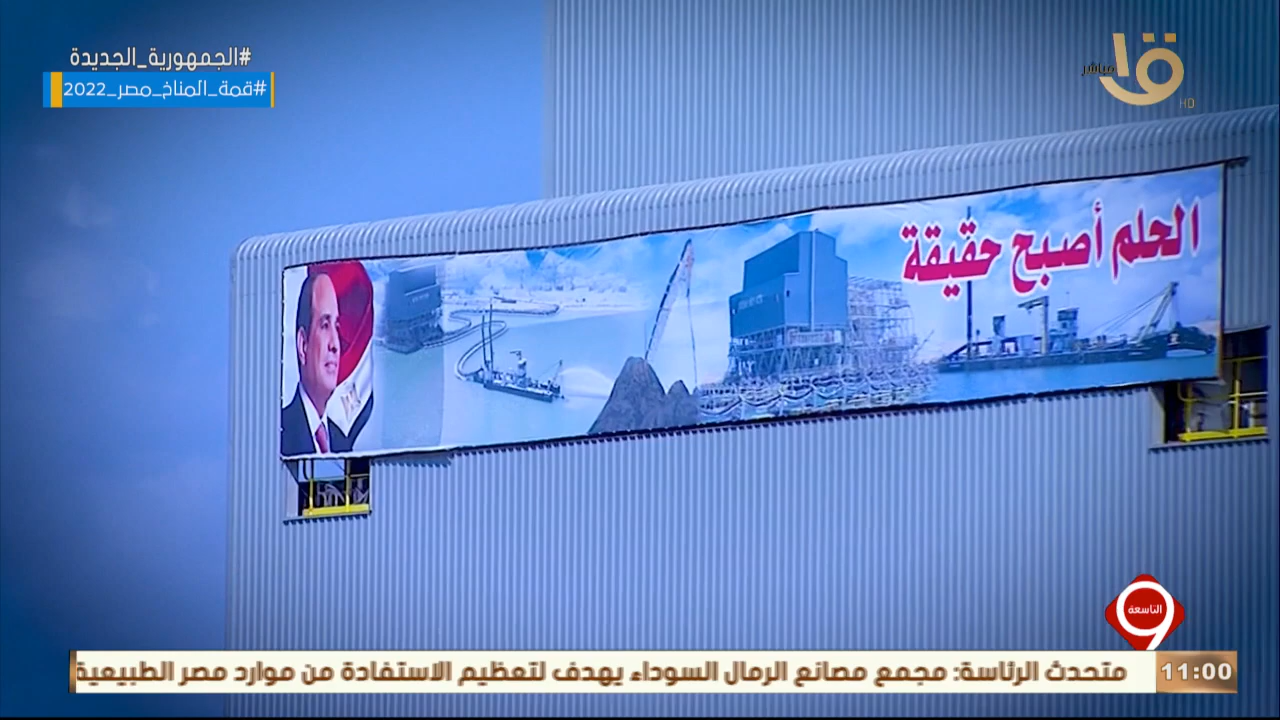 #الجمهورية_الجديدة
#قمة_المناخ_مصر_2022
مباشر
HD
الحلم أصبح حقيقة
التاسعة
9
متحدث الرئاسة: مجمع مصانع الرمال السوداء يهدف لتعظيم الاستفادة من موارد مصر الطبيعية
11:00